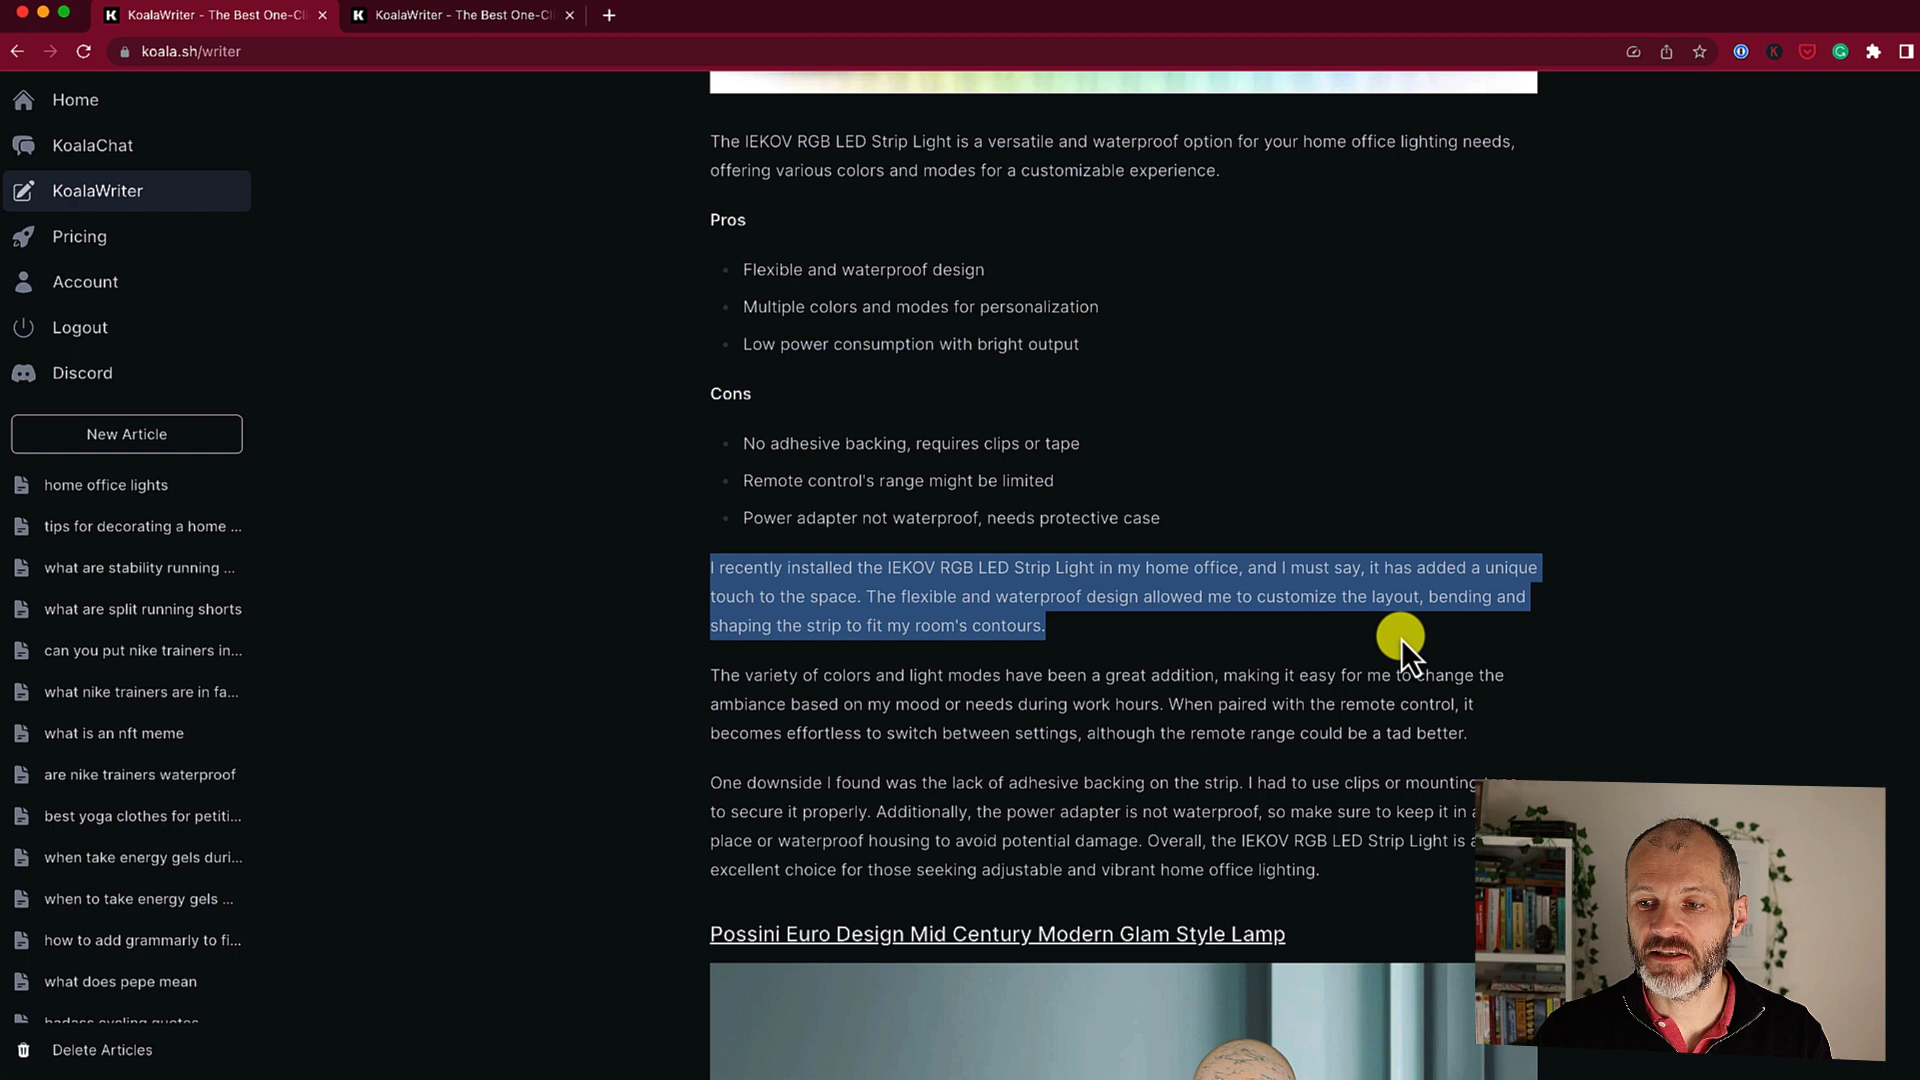 KoalaWriter - The Best One-Cl
KoalaWriter - The Best One-Cl
koala.sh/writer
Home
KoalaChat
KoalaWriter
Pricing
Account
Logout
Discord
New Article
home office lights
tips for decorating a home ...
what are stability running ...
what are split running shorts
can you put nike trainers in...
what nike trainers are in fa...
what is an nft meme
are nike trainers waterproof
best yoga clothes for petiti...
when take energy gels duri...
when to take energy gels ...
how to add grammarly to fi...
what does pepe mean
badass cycling quotes
Delete Articles
The IEKOV RGB LED Strip Light is a versatile and waterproof option for your home office lighting needs,
offering various colors and modes for a customizable experience.
Pros
Flexible and waterproof design
Multiple colors and modes for personalization
Low power consumption with bright output
Cons
No adhesive backing, requires clips or tape
Remote control's range might be limited
Power adapter not waterproof, needs protective case
I recently installed the IEKOV RGB LED Strip Light in my home office, and I must say, it has added a unique
touch to the space. The flexible and waterproof design allowed me to customize the layout, bending and
shaping the strip to fit my room's contours.
The variety of colors and light modes have been a great addition, making it easy for me to change the
ambiance based on my mood or needs during work hours. When paired with the remote control, it
becomes effortless to switch between settings, although the remote range could be a tad better.
One downside I found was the lack of adhesive backing on the strip. I had to use clips or mounting
to secure it properly. Additionally, the power adapter is not waterproof, so make sure to keep it in a
place or waterproof housing to avoid potential damage. Overall, the IEKOV RGB LED Strip Light is a
excellent choice for those seeking adjustable and vibrant home office lighting.
Possini Euro Design Mid Century Modern Glam Style Lamp